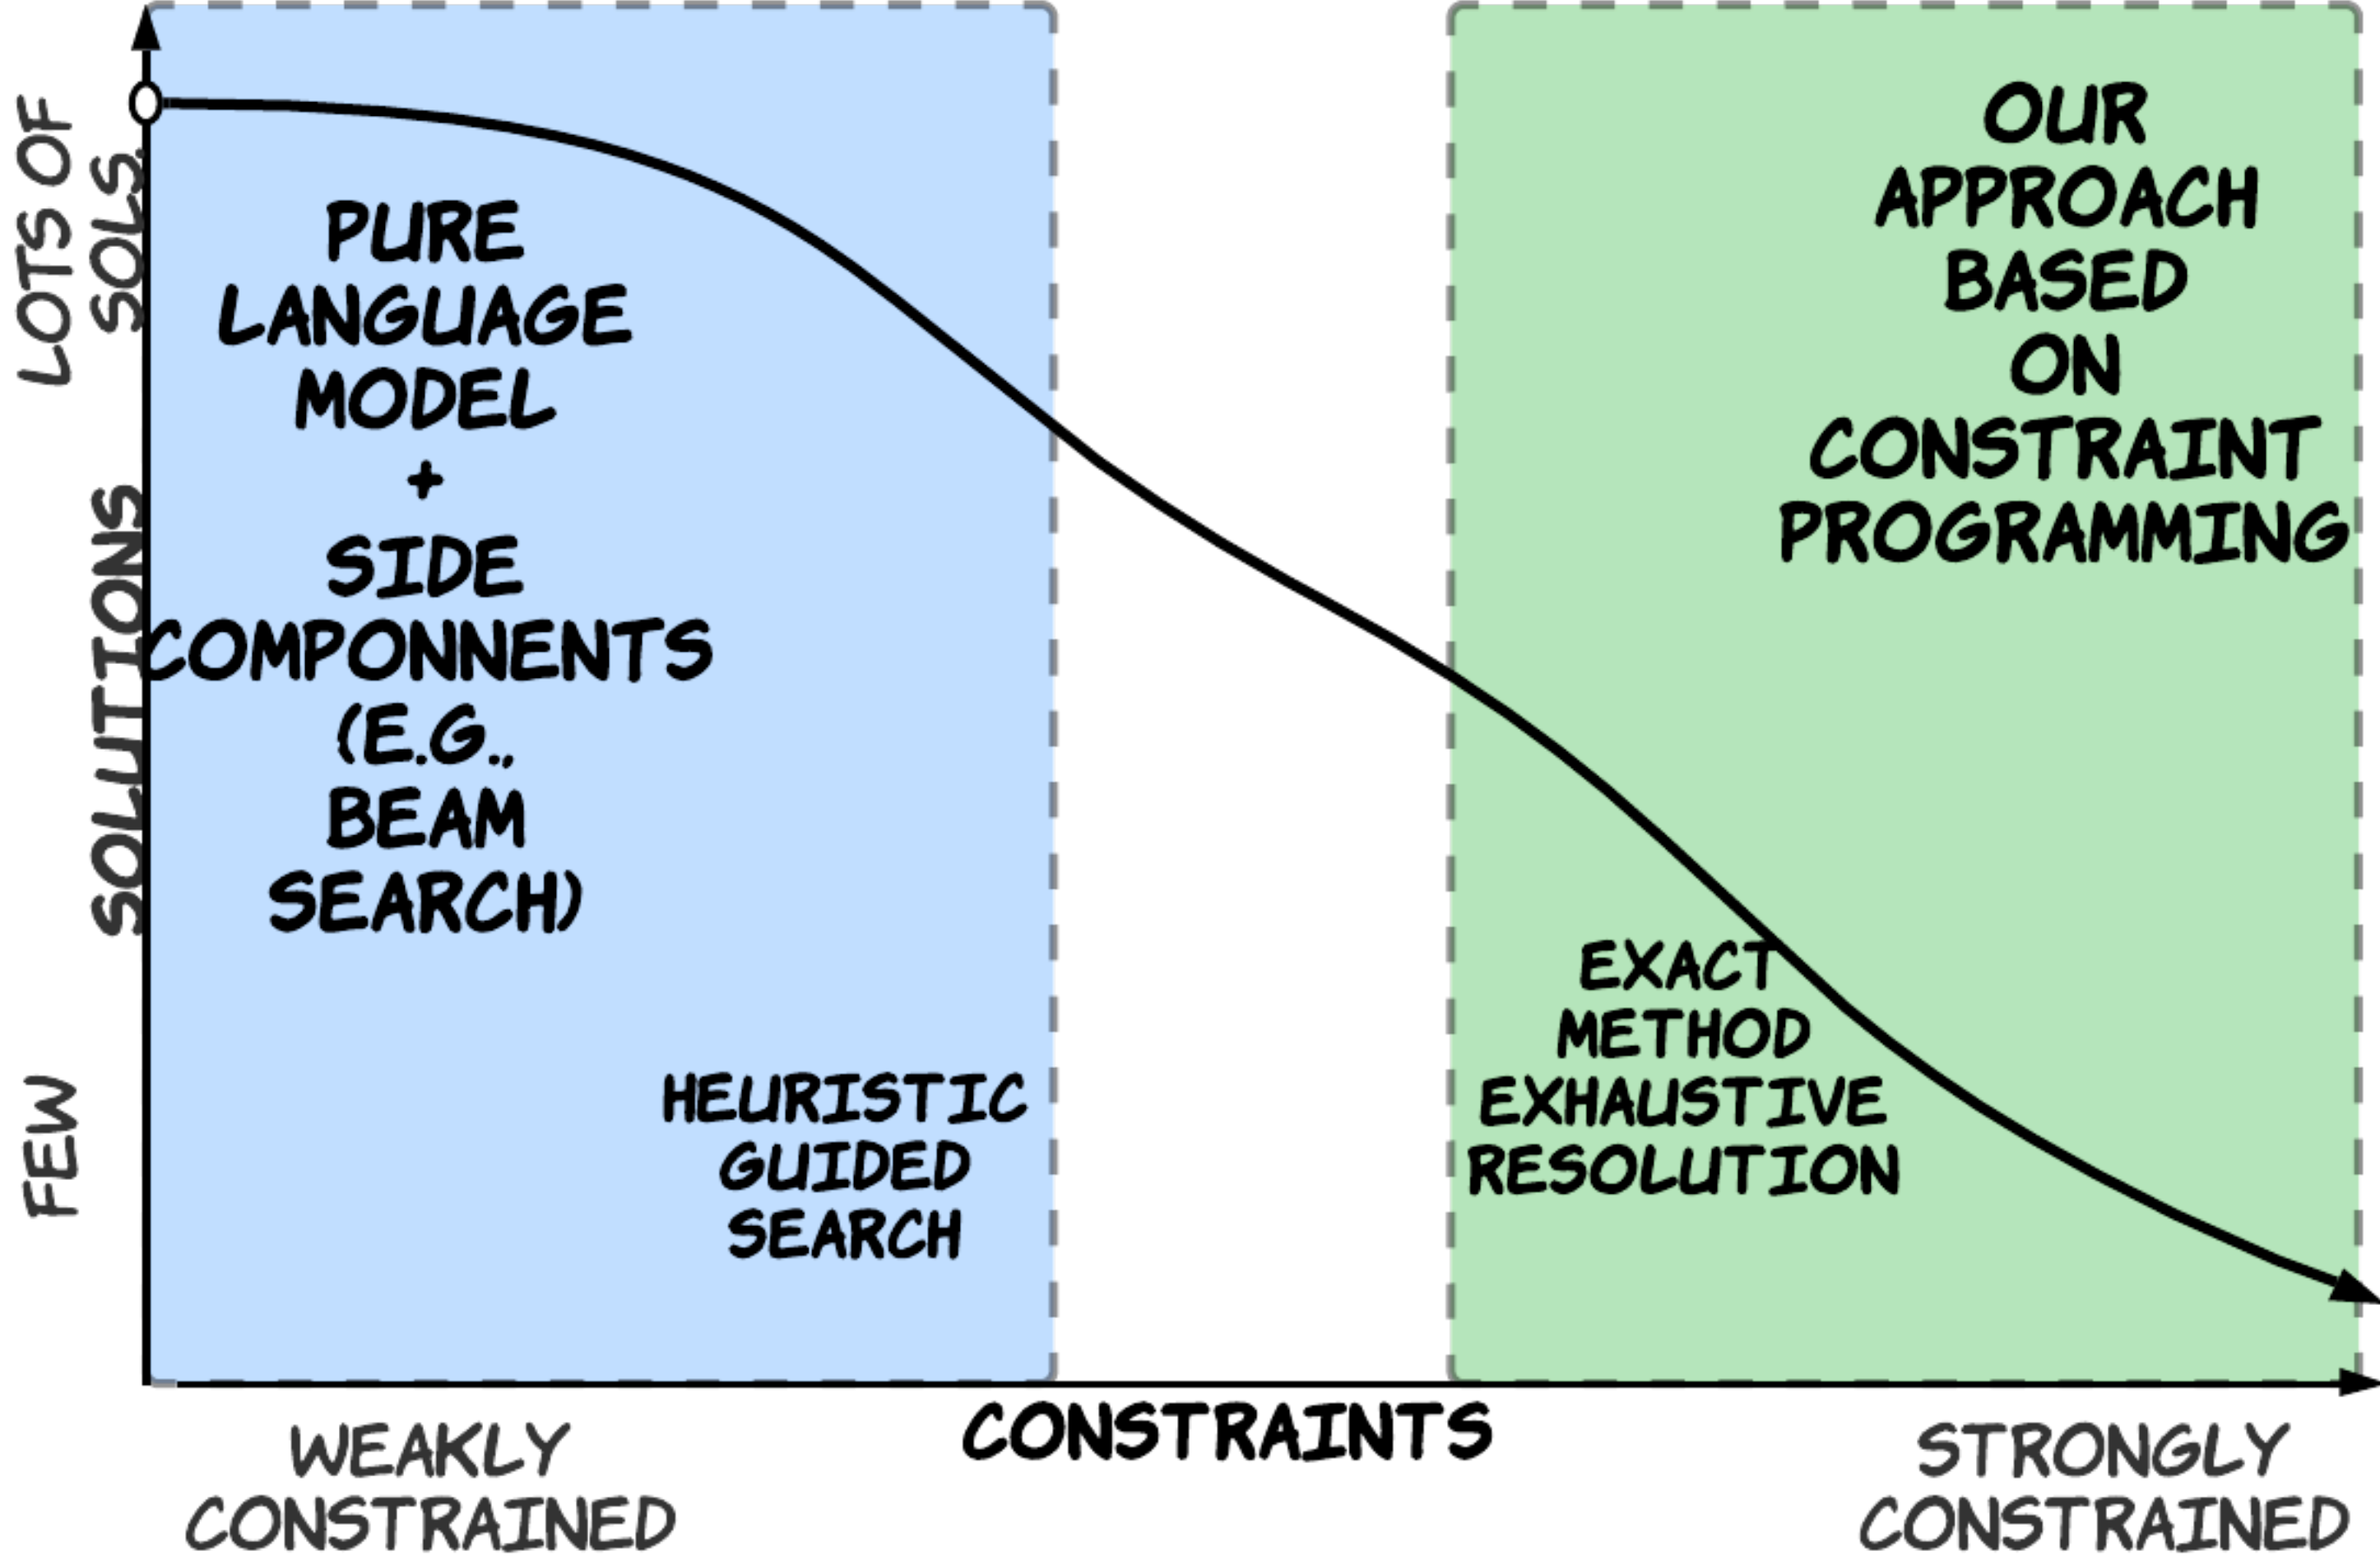 LOTS OF
SOLS.
SOLUTIONS
FEW
PURE
LANGUAGE
MODEL
+
SIDE
COMPONNENTS
(E.G.,
BEAM
SEARCH)
HEURISTIC
GUIDED
SEARCH
OUR
APPROACH
BASED
ON
CONSTRAINT
PROGRAMMING
EXACT
METHOD
EXHAUSTIVE
RESOLUTION
WEAKLY
CONSTRAINED
CONSTRAINTS
STRONGLY
CONSTRAINED